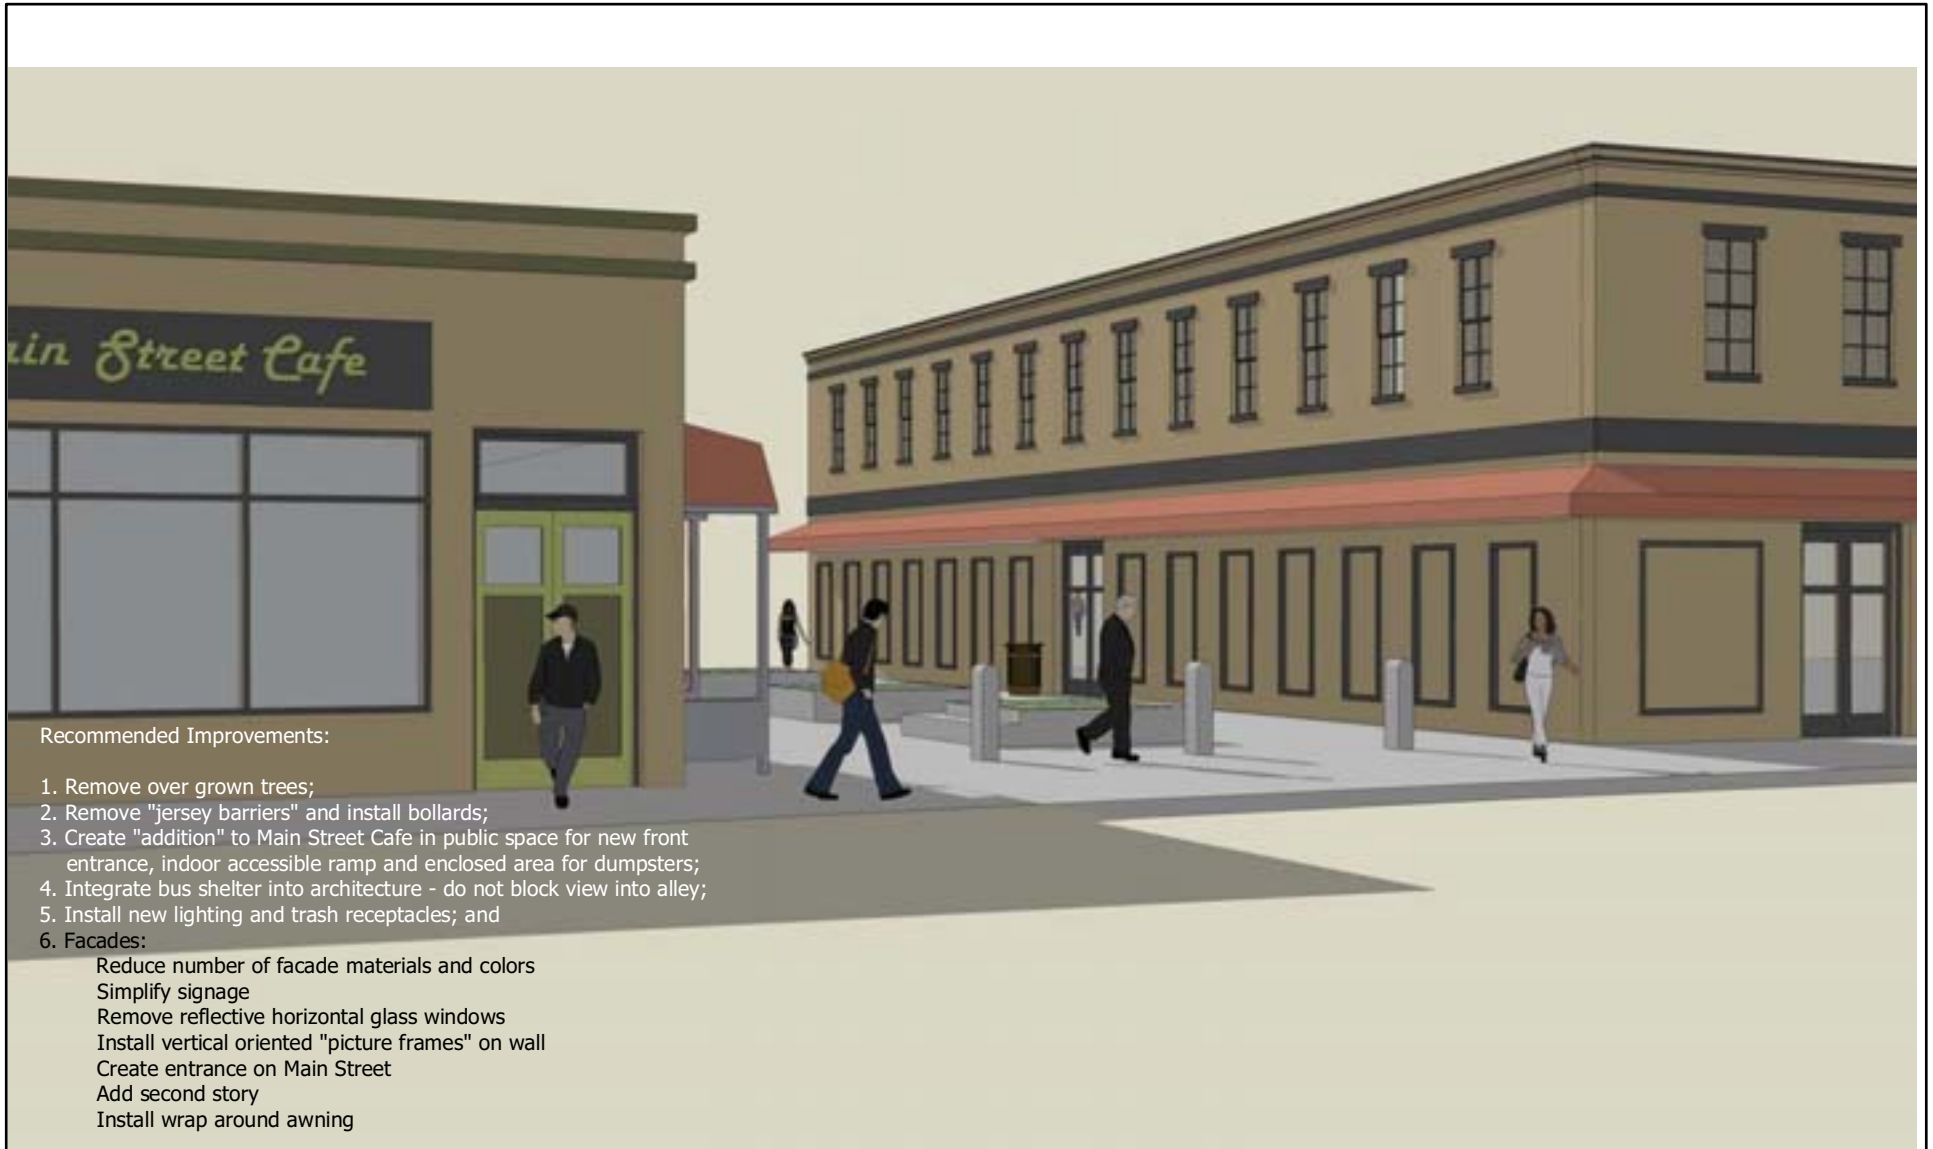 ain Street Cafe
Recommended Improvements:
1. Remove over grown trees;
2. Remove "jersey barriers" and install bollards;
3. Create "addition" to Main Street Cafe in public space for new front
entrance, indoor accessible ramp and enclosed area for dumpsters;
4. Integrate bus shelter into architecture - do not block view into alley;
5. Install new lighting and trash receptacles; and
6. Facades:
Reduce number of facade materials and colors
Simplify signage
Remove reflective horizontal glass windows
Install vertical oriented "picture frames" on wall
Create entrance on Main Street
Add second story
Install wrap around awning